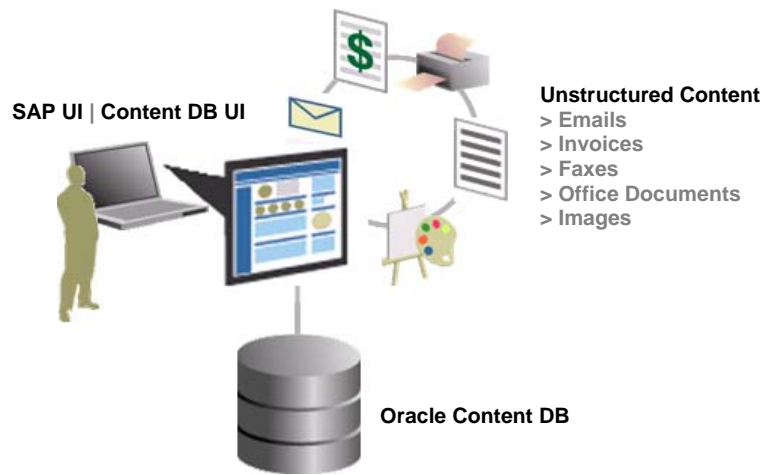 SAP UI | Content DB UI
$
Unstructured Content
> Emails
> Invoices
> Faxes
> Office Documents
> Images
Oracle Content DB